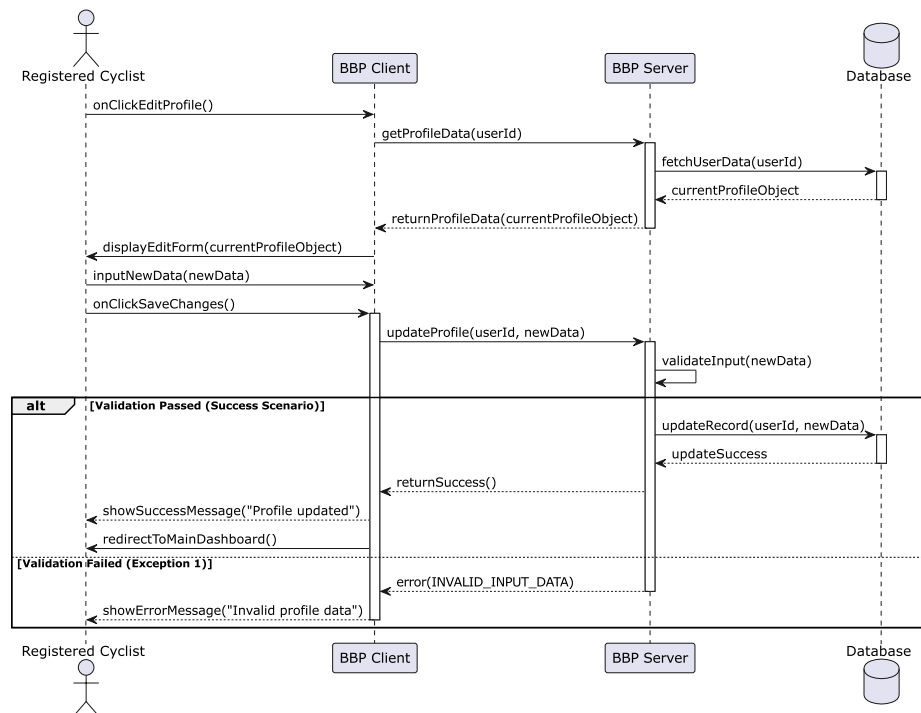 Registered Cyclist
BBP Client
BBP Server
Database
onClickEditProfile()
getProfileData(userId)
fetchUserData(userId)
currentProfileObject
returnProfileData(currentProfileObject)
displayEditForm(currentProfileObject)
inputNewData(newData)
onClickSaveChanges()
updateProfile(userId, newData)
validateInput(newData)
alt
[Validation Passed (Success Scenario)]
updateRecord(userId, newData)
updateSuccess
returnSuccess()
showSuccessMessage("Profile updated")
redirectToMainDashboard()
[Validation Failed (Exception 1)]
error(INVALID_INPUT_DATA)
showErrorMessage("Invalid profile data")
Registered Cyclist
BBP Client
BBP Server
Database